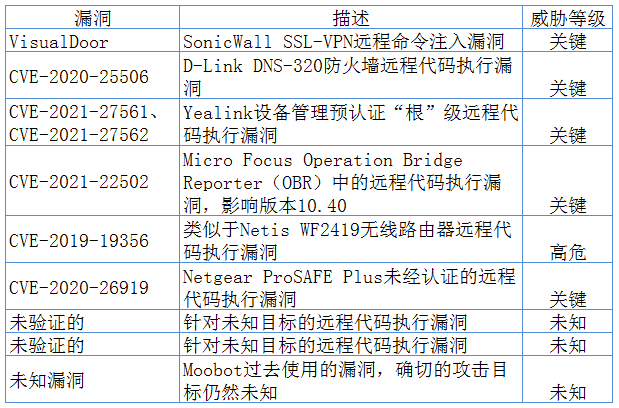 漏洞 描述 威胁等级
VisualDoor SonicWall SSL-VPN远程命令注入漏洞 关键
CVE-2020-25506 D-Link DNS-320防火墙远程代码执行漏
洞 关键
CVE-2021-27561、 Yealink设备管理预认证“根”级远程代
CVE-2021-27562 码执行漏洞 关键
Micro Focus Operation Bridge
CVE-2021-22502 Reporter（OBR）中的远程代码执行漏
洞，影响版本10.40 关键
CVE-2019-19356 类似于Netis WF2419无线路由器远程代
码执行漏洞 高危
CVE-2020-26919 Netgear ProSAFE Plus未经认证的远程
代码执行漏洞 关键
未验证的 针对未知目标的远程代码执行漏洞 未知
未验证的 针对未知目标的远程代码执行漏洞 未知
未知漏洞 Moobot过去使用的漏洞，确切的攻击目
标仍然未知 未知